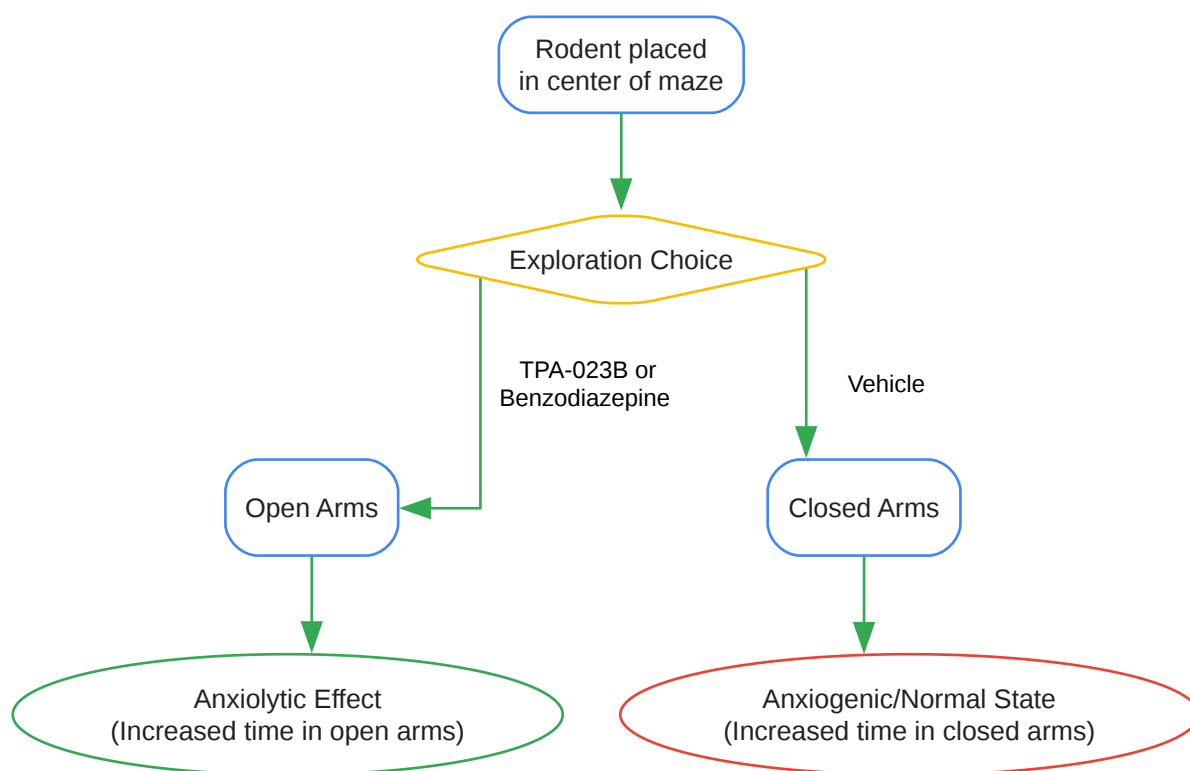 Rodent placed
in center of maze
Exploration Choice
TPA-023B or
Benzodiazepine
Vehicle
Open Arms
Closed Arms
Anxiolytic Effect
(Increased time in open arms)
Anxiogenic/Normal State
(Increased time in closed arms)